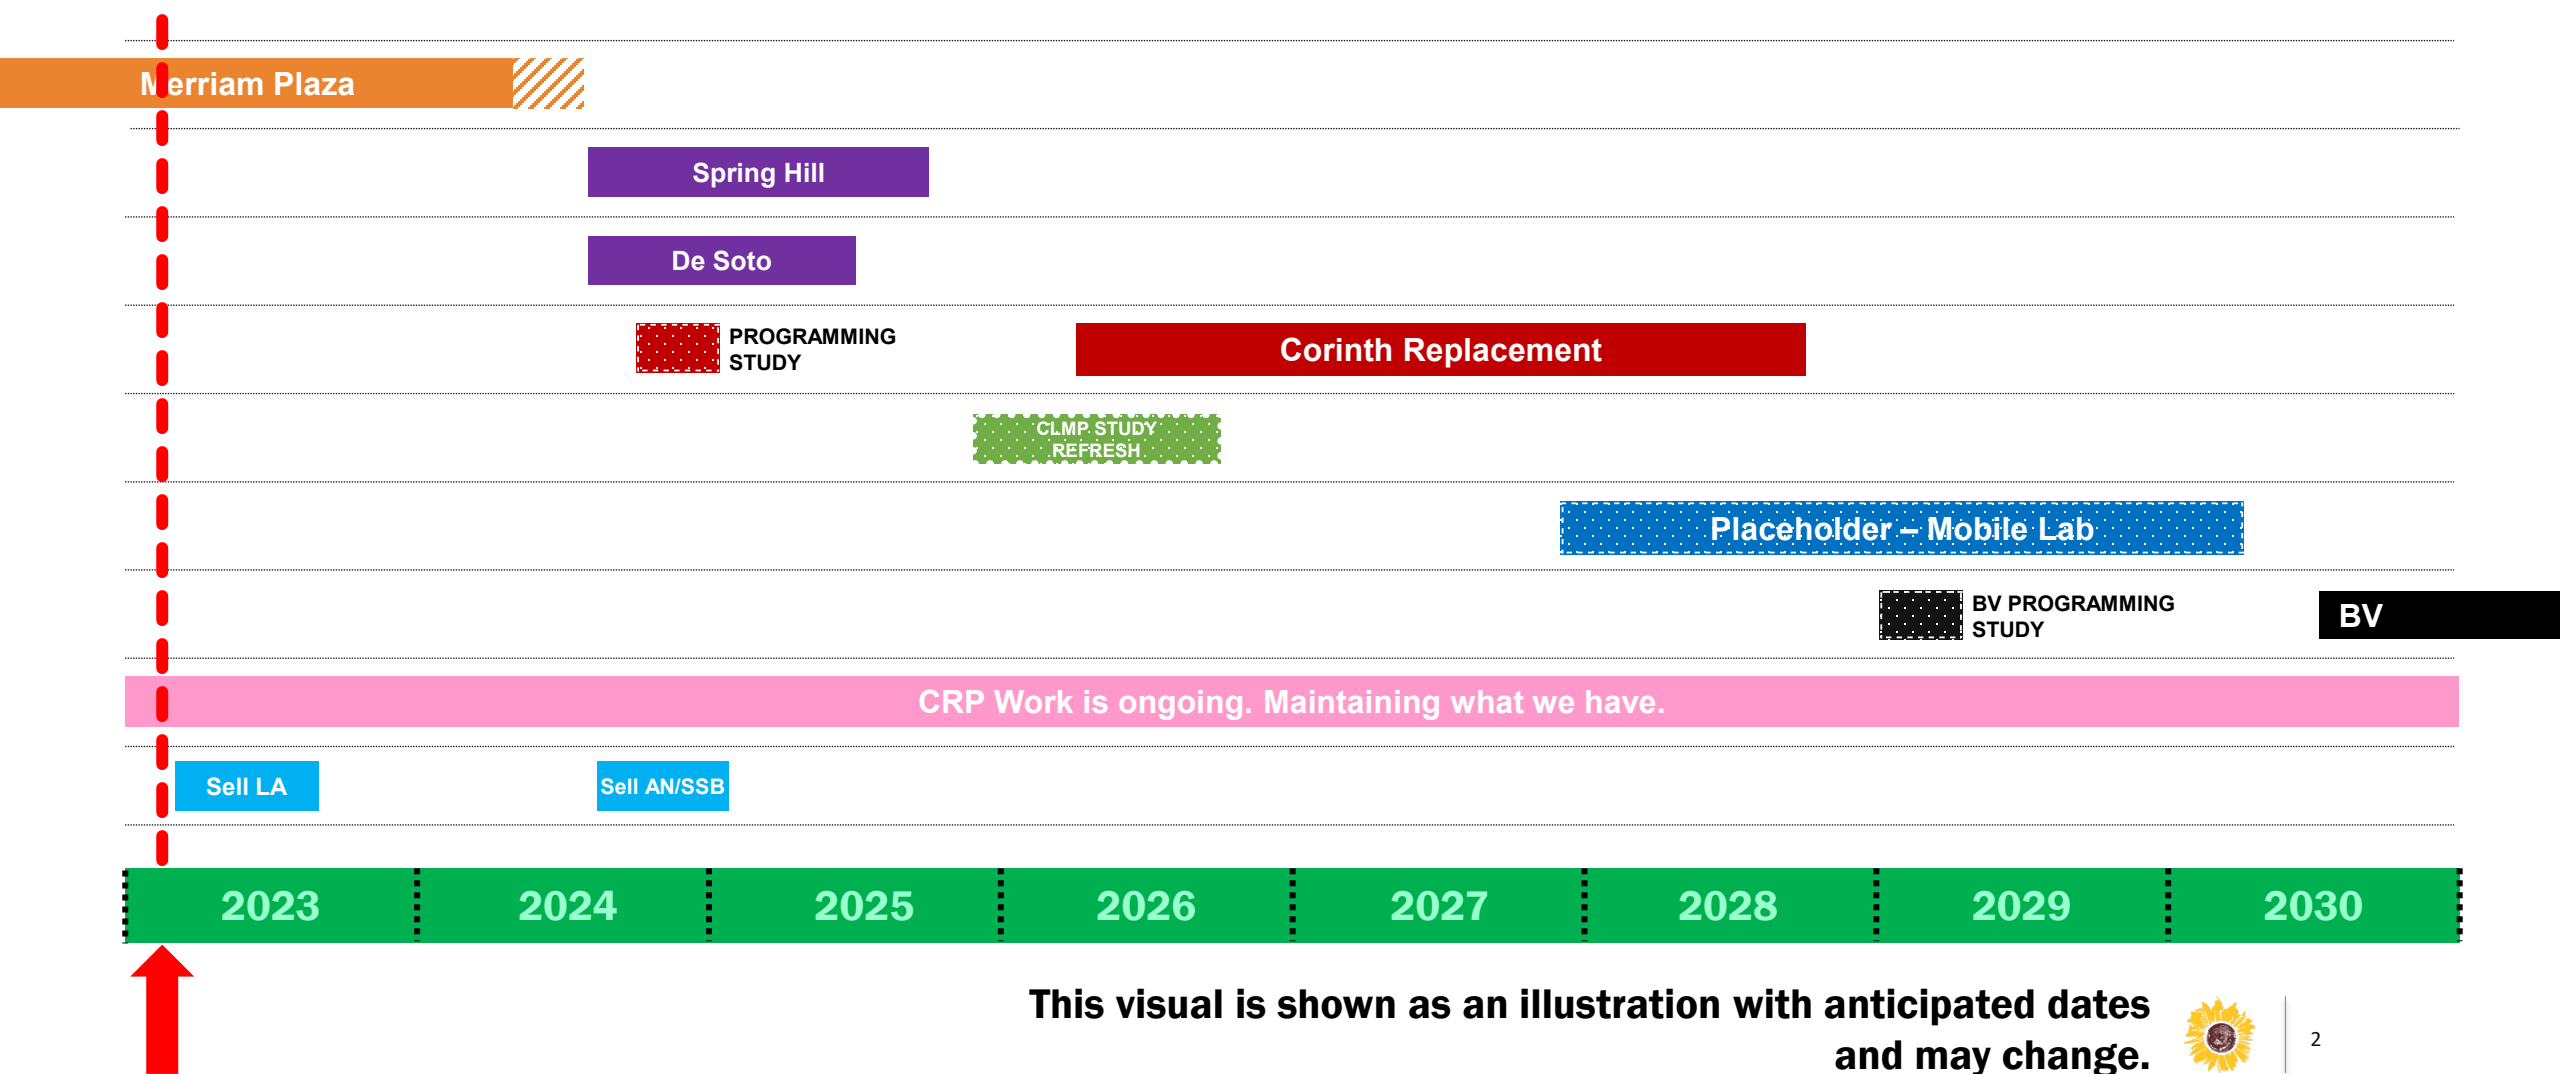 Merriam Plaza
Spring Hill
De Soto
PROGRAMMING
STUDY
Corinth Replacement
CLMP STUDY
REFRESH
Placeholder – Mobile Lab
BV PROGRAMMING
STUDY
BV
CRP Work is ongoing. Maintaining what we have.
Sell LA
Sell AN/SSB
2023
2024
2025
2026
2027
2028
2029
2030
This visual is shown as an illustration with anticipated dates
and may change.
2